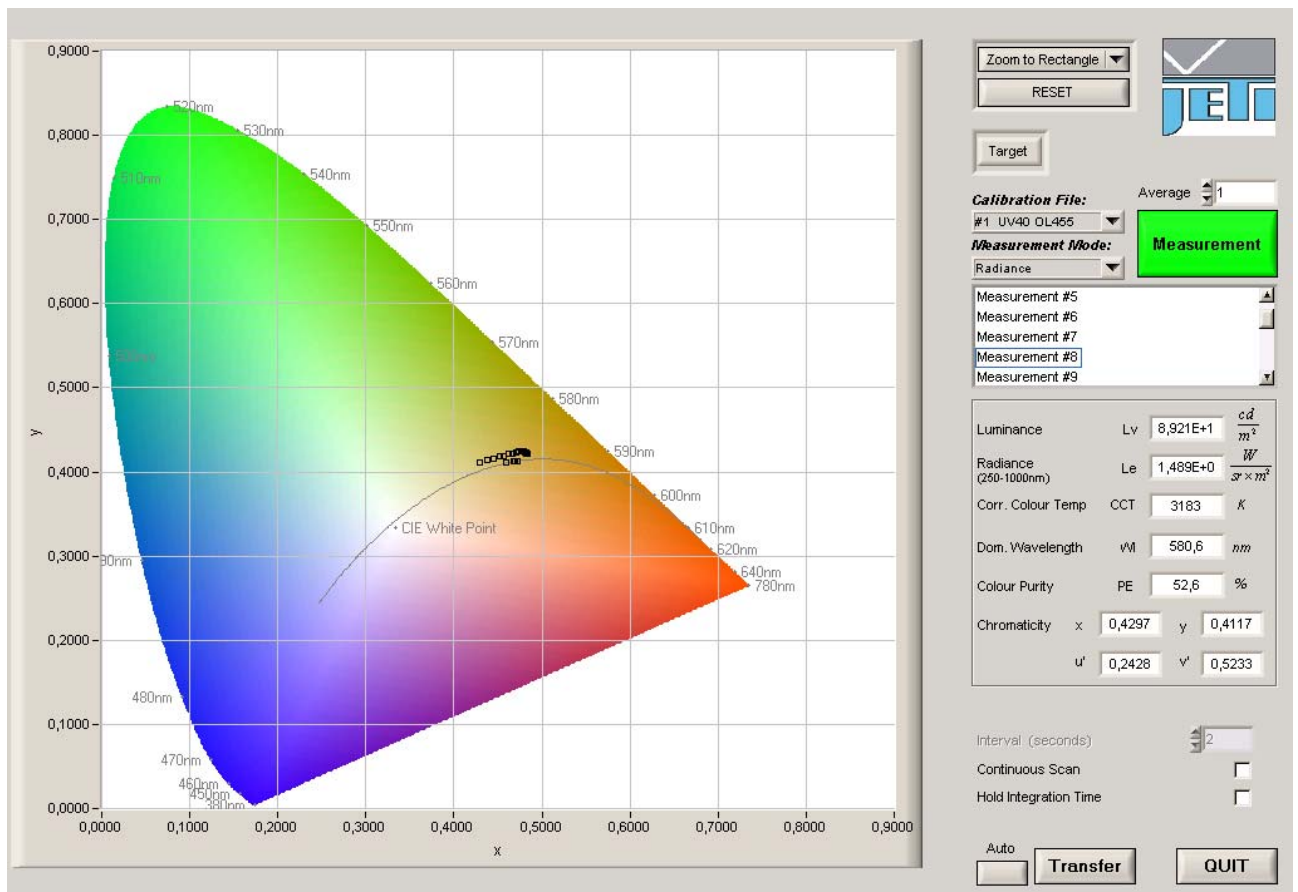 0,9000
0,8000
0,7000
0,6000
0,5000
0,4000
0,3000
0,2000
0,1000
0,0000
y
0,0000 0,1000 0,2000 0,3000 0,4000 0,5000 0,6000 0,7000 0,8000 0,9000
x
520nm
530nm
510nm
540nm
550nm
560nm
570nm
580nm
590nm
600nm
610nm
620nm
640nm
780nm
CIE White Point
480nm
470nm
460nm
450nm
380nm
Zoom to Rectangle
RESET
JETI
Target
Calibration File:
Average 1
#1 UV40 OL455
Measurement Mode:
Measurement
Radiance
Measurement #5
Measurement #6
Measurement #7
Measurement #8
Measurement #9
Luminance Lv 8,921E+1 cd/m²
Radiance Le 1,489E+0 W/sr×m²
(250-1000nm)
Corr. Colour Temp CCT 3183 K
Dom. Wavelength Wl 580,6 nm
Colour Purity PE 52,6 %
Chromaticity x 0,4297 y 0,4117
u' 0,2428 v' 0,5233
Interval (seconds) 2
Continuous Scan
Hold Integration Time
Auto
Transfer
QUIT